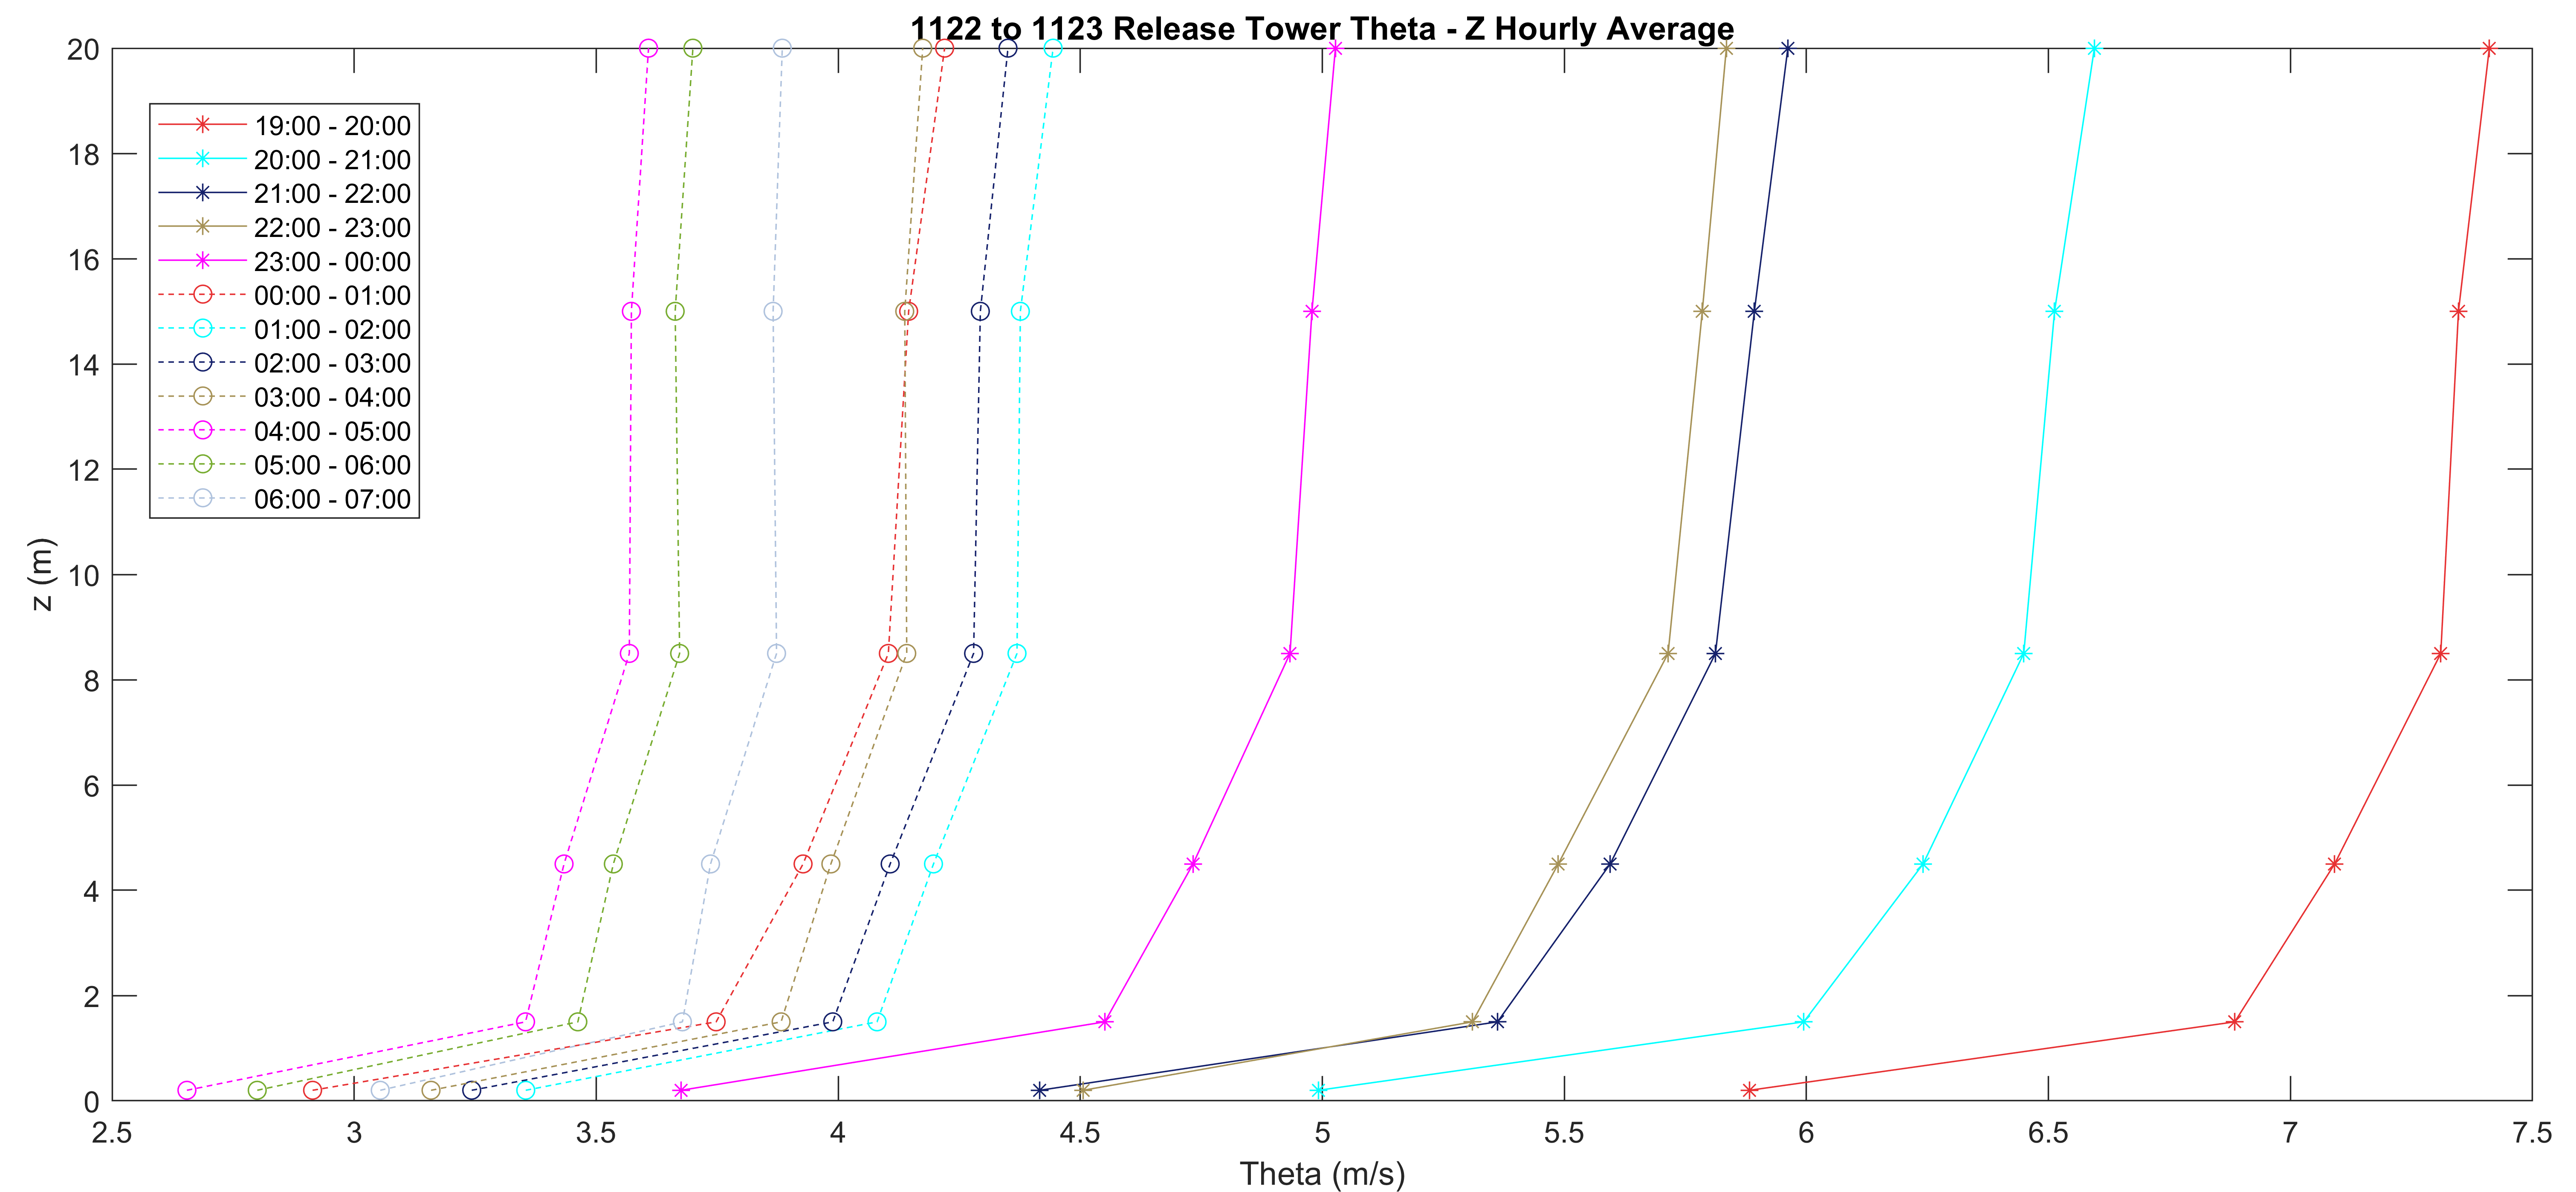 1122 to 1123 Release Tower Theta - Z Hourly Average
20
18
16
14
12
10
8
6
4
2
0
z (m)
19:00 - 20:00
20:00 - 21:00
21:00 - 22:00
22:00 - 23:00
23:00 - 00:00
00:00 - 01:00
01:00 - 02:00
02:00 - 03:00
03:00 - 04:00
04:00 - 05:00
05:00 - 06:00
06:00 - 07:00
2.5 3 3.5 4 4.5 5 5.5 6 6.5 7 7.5
Theta (m/s)